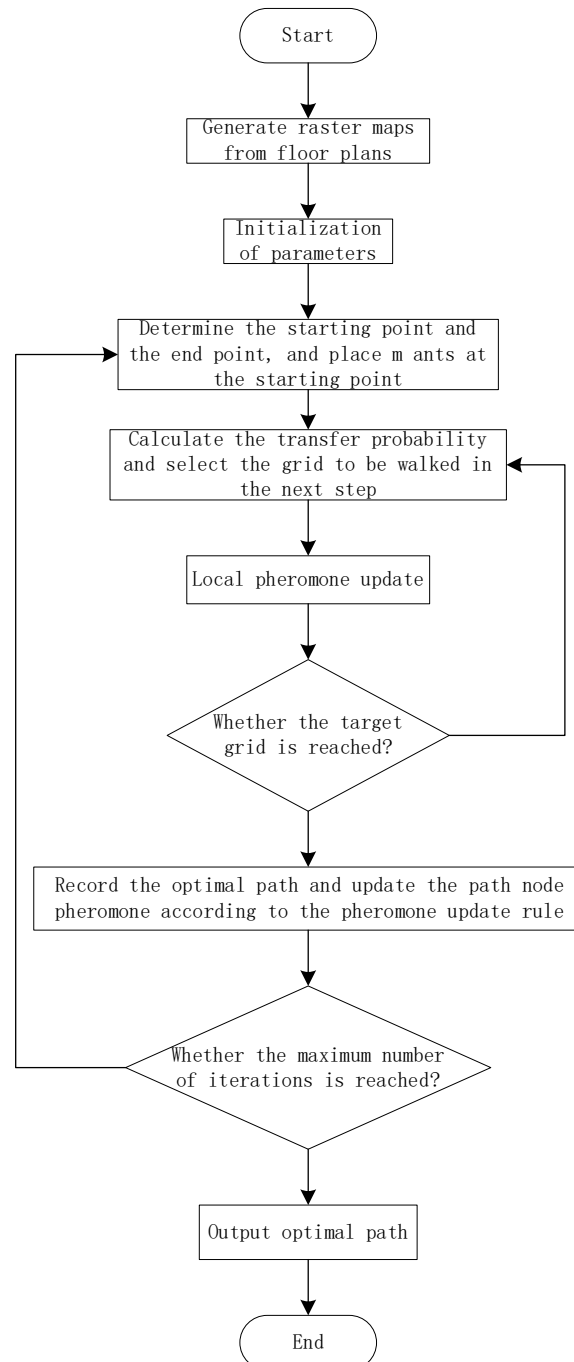 Start
Generate raster maps
from floor plans
Initialization
of parameters
Determine the starting point and
the end point, and place m ants at
the starting point
Calculate the transfer probability
and select the grid to be walked in
the next step
Local pheromone update
Whether the target
grid is reached?
Record the optimal path and update the path node
pheromone according to the pheromone update rule
Whether the maximum number
of iterations is reached?
Output optimal path
End